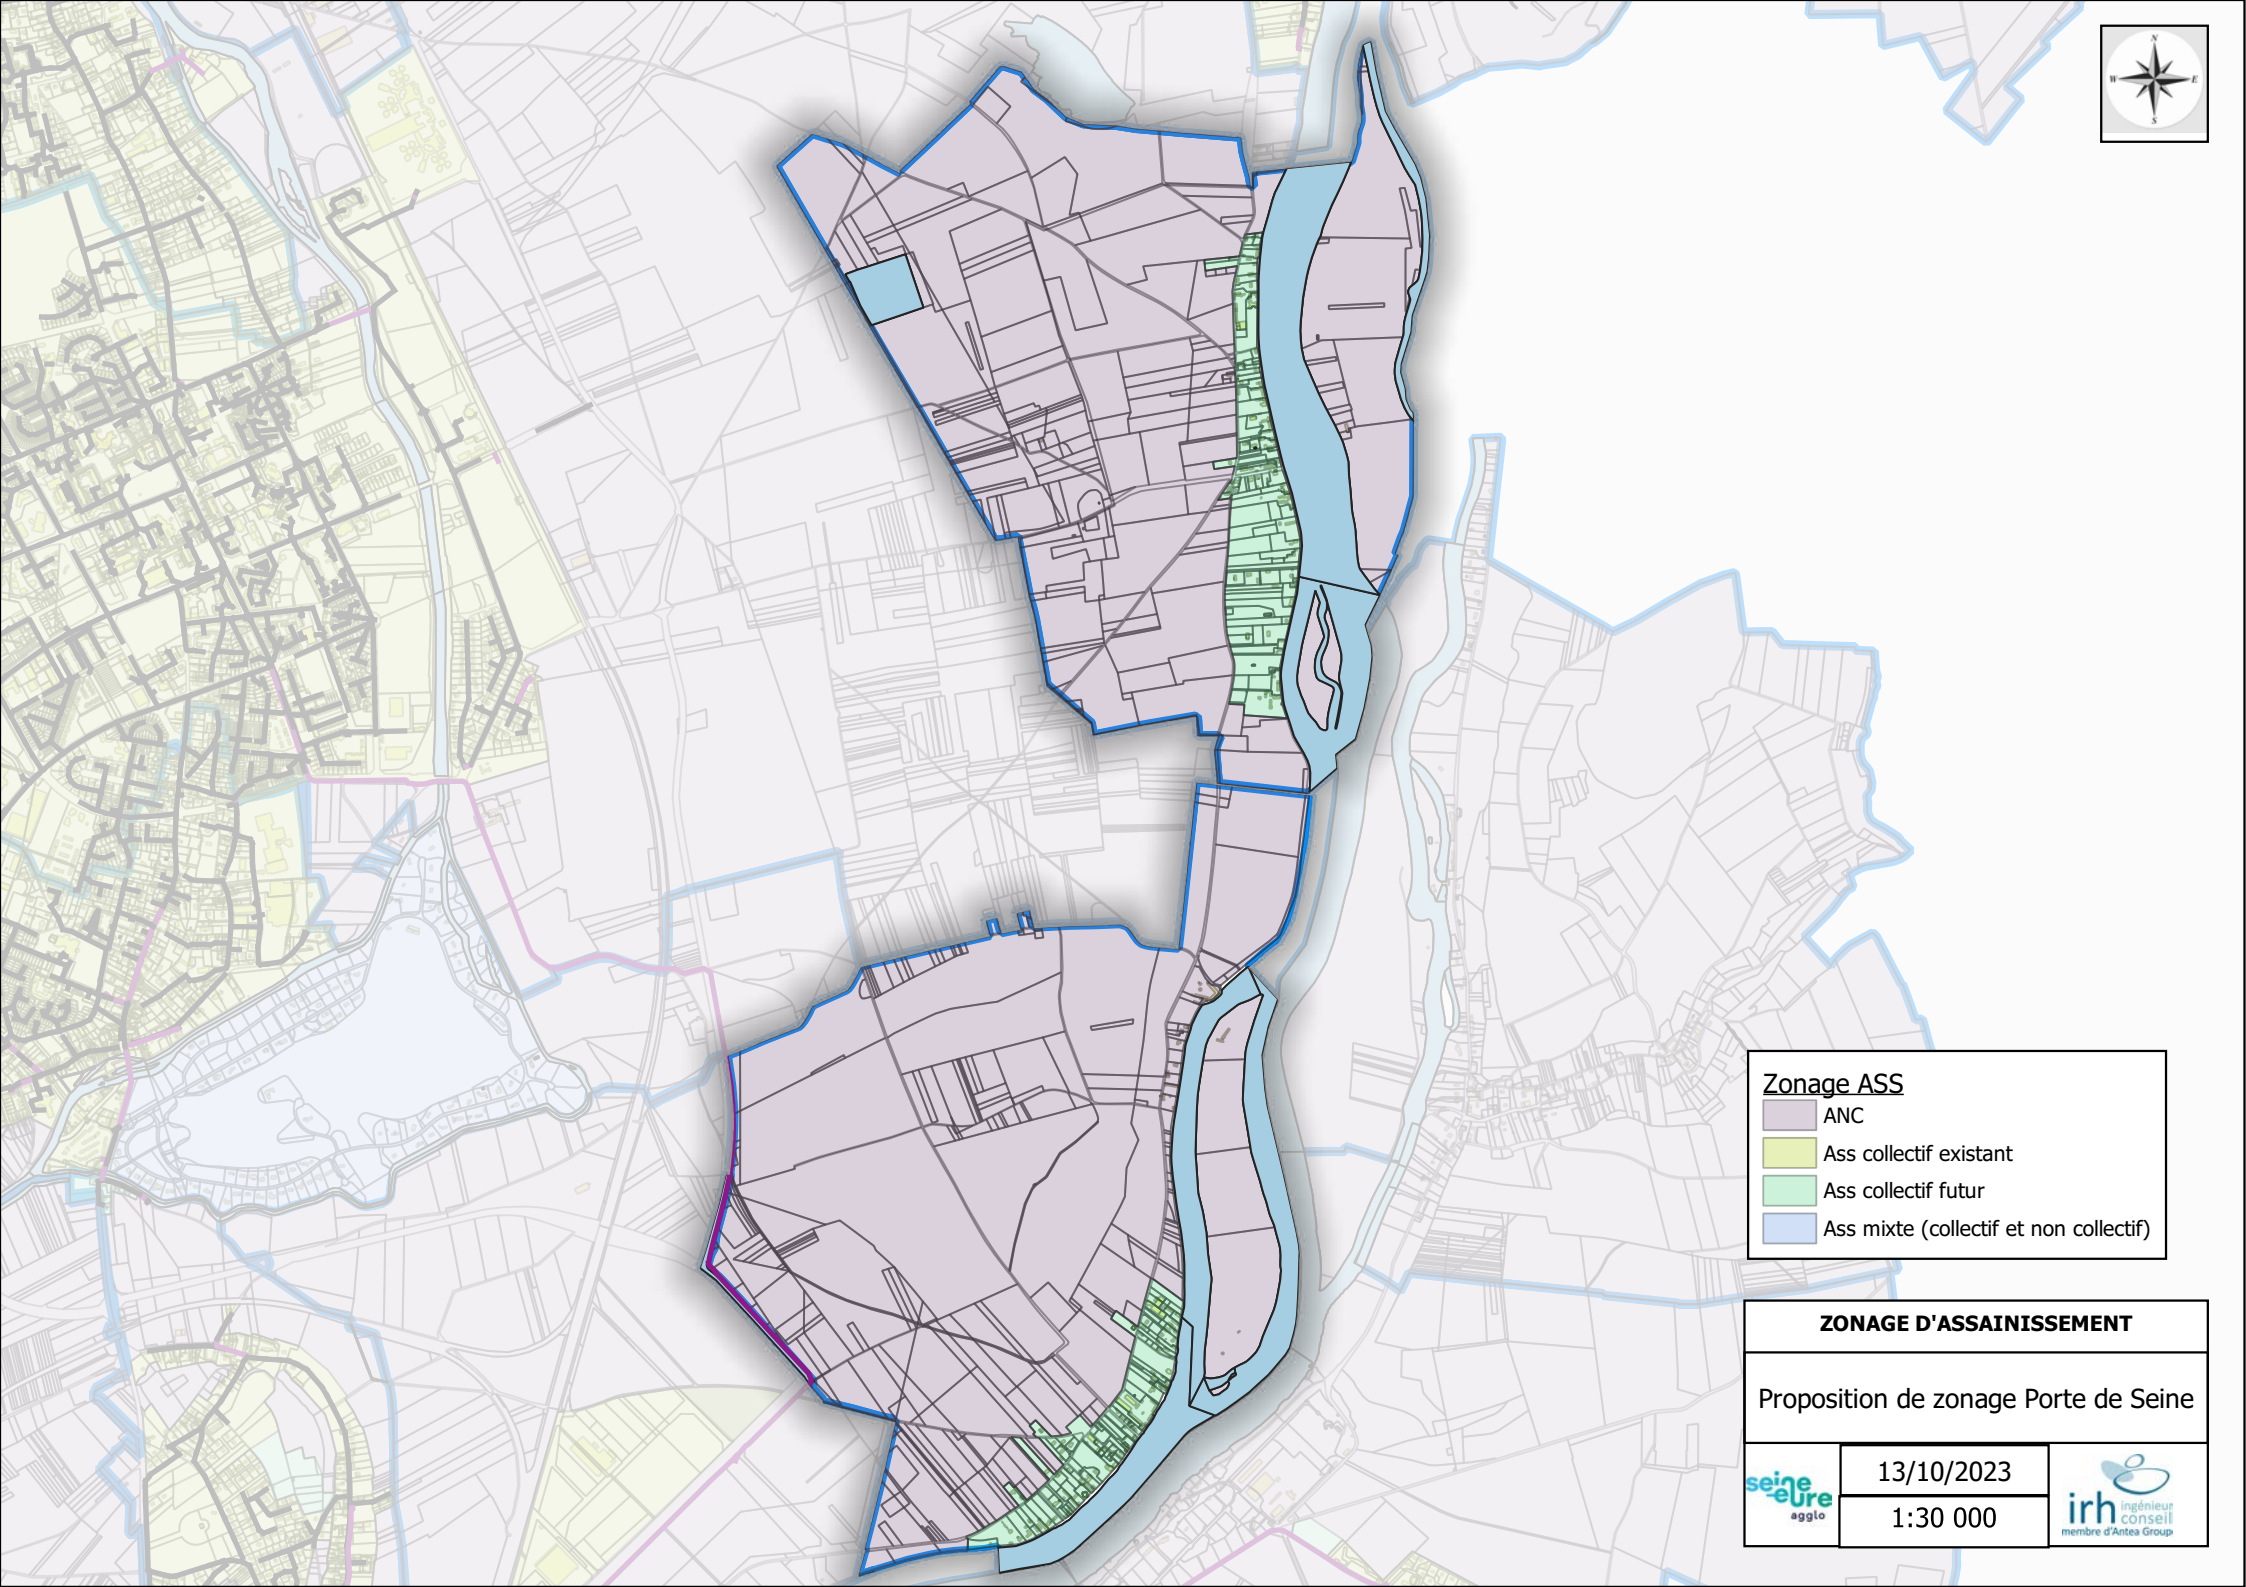 N
W
E
S
Zonage ASS
ANC
Ass collectif existant
Ass collectif futur
Ass mixte (collectif et non collectif)
ZONAGE D'ASSAINISSEMENT
Proposition de zonage Porte de Seine
seine
eure
agglo
13/10/2023
1:30 000
irh ingénieur
conseil
membre d'Antea Group